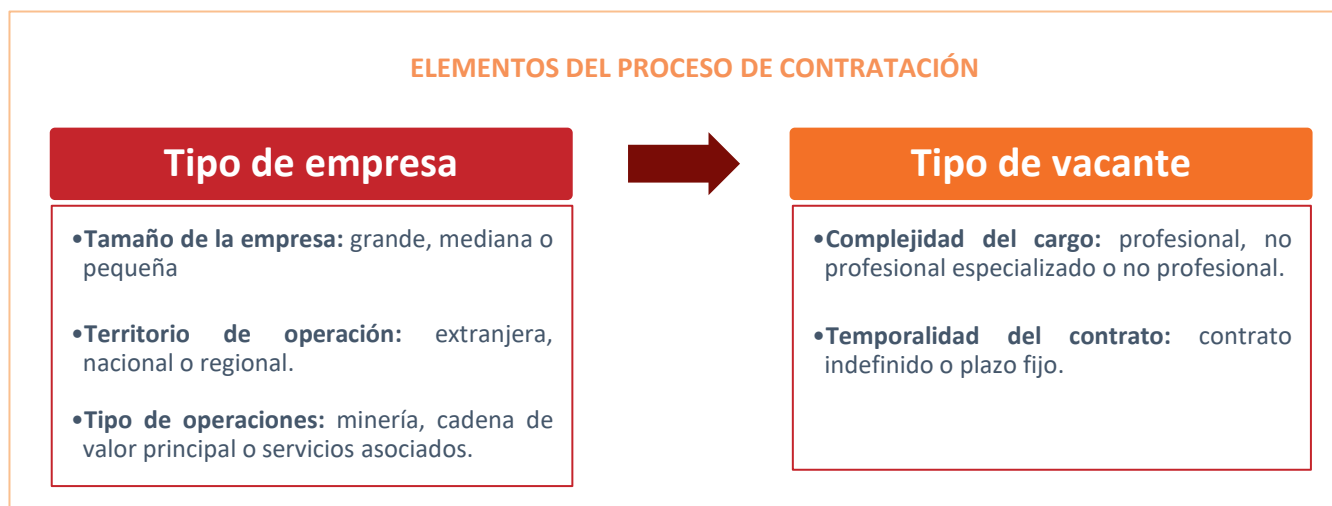 ELEMENTOS DEL PROCESO DE CONTRATACIÓN
Tipo de empresa
•Tamaño de la empresa: grande, mediana o
pequeña
•Territorio de operación: extranjera,
nacional o regional.
•Tipo de operaciones: minería, cadena de
valor principal o servicios asociados.
Tipo de vacante
•Complejidad del cargo: profesional, no
profesional especializado o no profesional.
•Temporalidad del contrato: contrato
indefinido o plazo fijo.